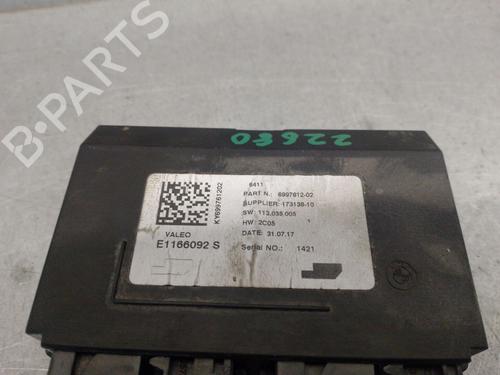 22680
6411
PART N.: 6997612-02
SUPPLIER: 173138-10
SW: 113.035.005
HW: 2C05
DATE: 31.07.17
Serial NO.: 1421
KY699761202
VALEO
E1166092 S
B-PARTS